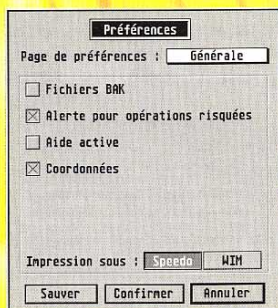 Préférences
Page de préférences : Générale
Fichiers BAK
Alerte pour opérations risquées
Aide active
Coordonnées
Impression sous : Speedo WIM
Sauver Confirmer Annuler